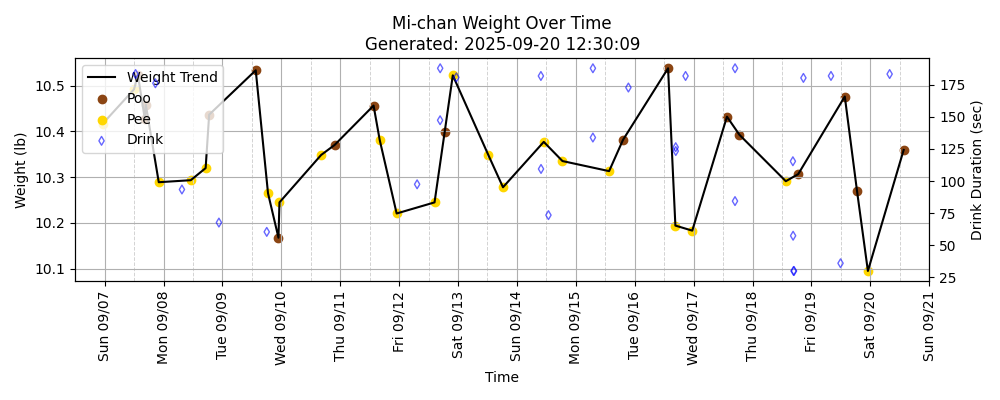 Mi-chan Weight Over Time
Generated: 2025-09-20 12:30:09
Weight Trend
Poo
Pee
Drink
Weight (lb)
10.5
10.4
10.3
10.2
10.1
175
150
125
100
75
50
25
Drink Duration (sec)
Sun 09/07
Mon 09/08
Tue 09/09
Wed 09/10
Thu 09/11
Fri 09/12
Sat 09/13
Sun 09/14
Mon 09/15
Tue 09/16
Wed 09/17
Thu 09/18
Fri 09/19
Sat 09/20
Sun 09/21
Time